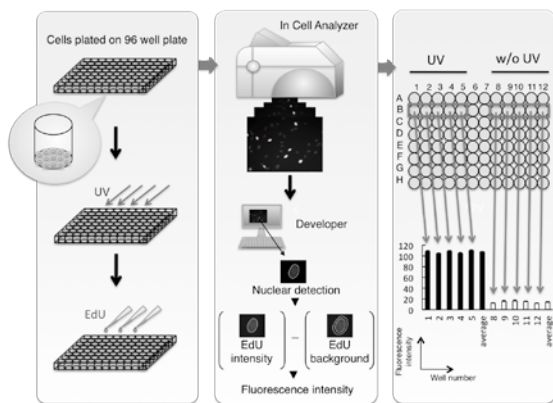 Cells plated on 96 well plate
UV
EdU
In Cell Analyzer
Developer
Nuclear detection
EdU
intensity
–
EdU
background
Fluorescence intensity
UV
w/o UV
1 2 3 4 5 6 7 8 9 10 11 12
A
B
C
D
E
F
G
H
120
100
80
60
40
20
0
1
2
3
4
5
average
8
9
10
11
12
average
Fluorescence
intensity
Well number